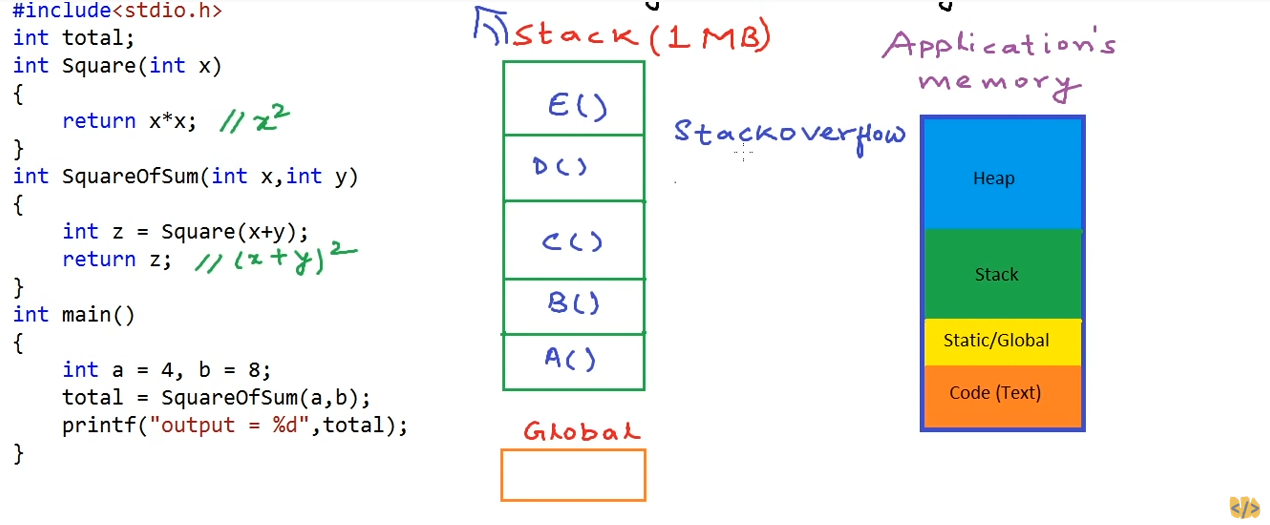 #include<stdio.h>
int total;
int Square(int x)
{
return x*x; //x²
}
int SquareOfSum(int x,int y)
{
int z = Square(x+y);
return z; //(x+y)²
}
int main()
{
int a = 4, b = 8;
total = SquareOfSum(a,b);
printf("output = %d",total);
}
Stack (1 MB)
E()
D()
C()
B()
A()
Global
Stackoverflow
Application's
memory
Heap
Stack
Static/Global
Code (Text)
</>